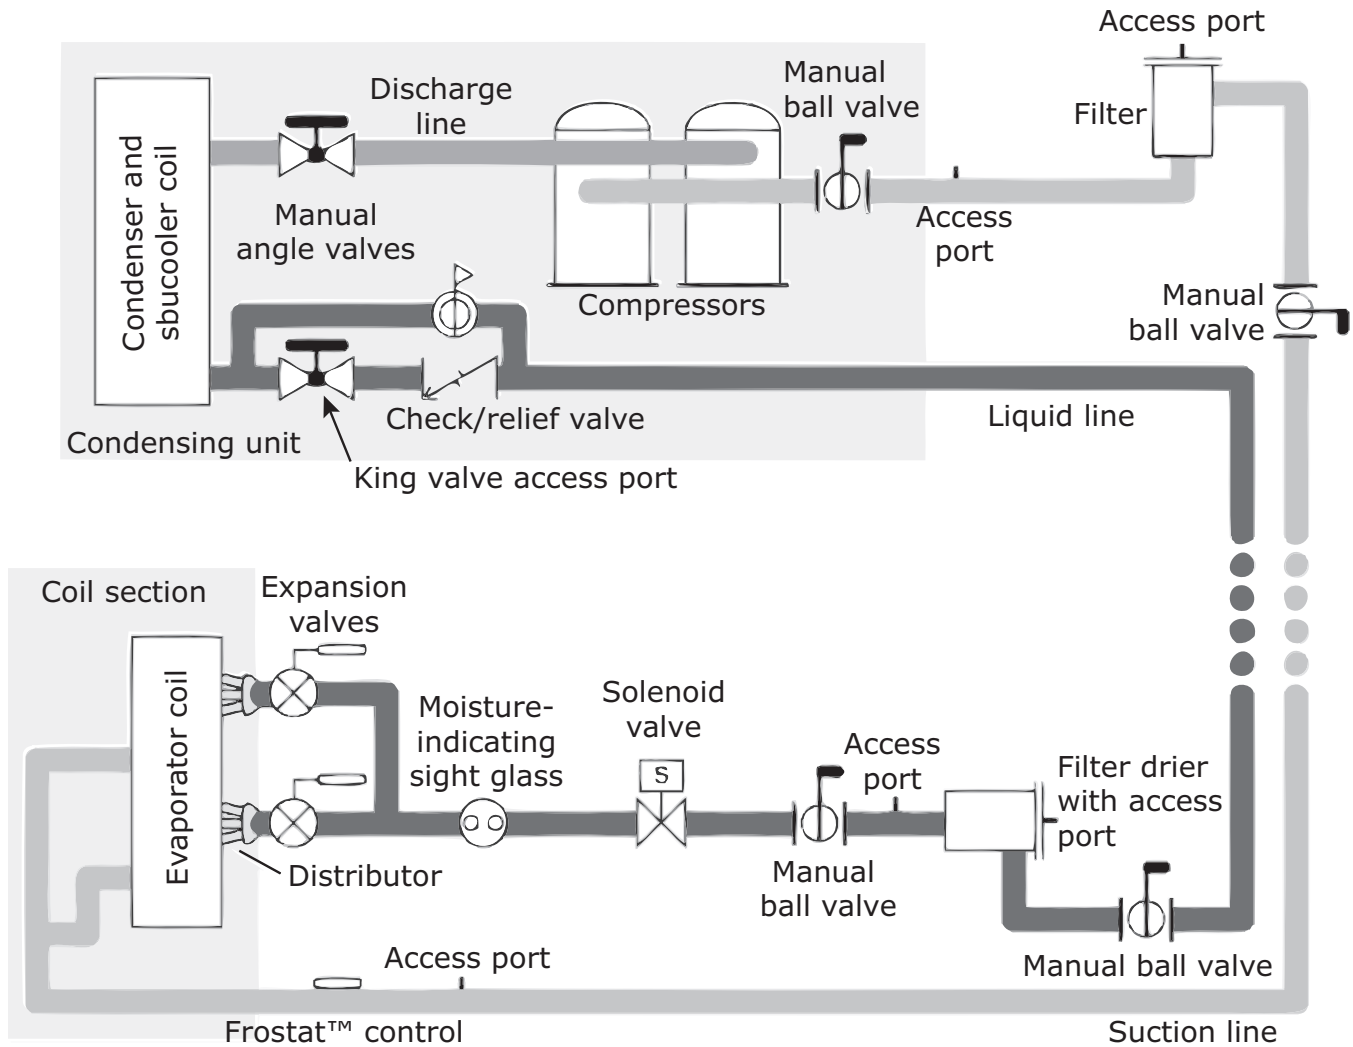 Access port
Discharge
line
Manual
ball valve
Filter
Condenser and
sbucooler coil
Manual
angle valves
Access
port
Compressors
Manual
ball valve
Check/relief valve
Liquid line
Condensing unit
King valve access port
Coil section
Expansion
valves
Evaporator coil
Moisture-
indicating
sight glass
Solenoid
valve
S
Access
port
Filter drier
with access
port
Distributor
Manual
ball valve
Access port
Manual ball valve
Frostat™ control
Suction line